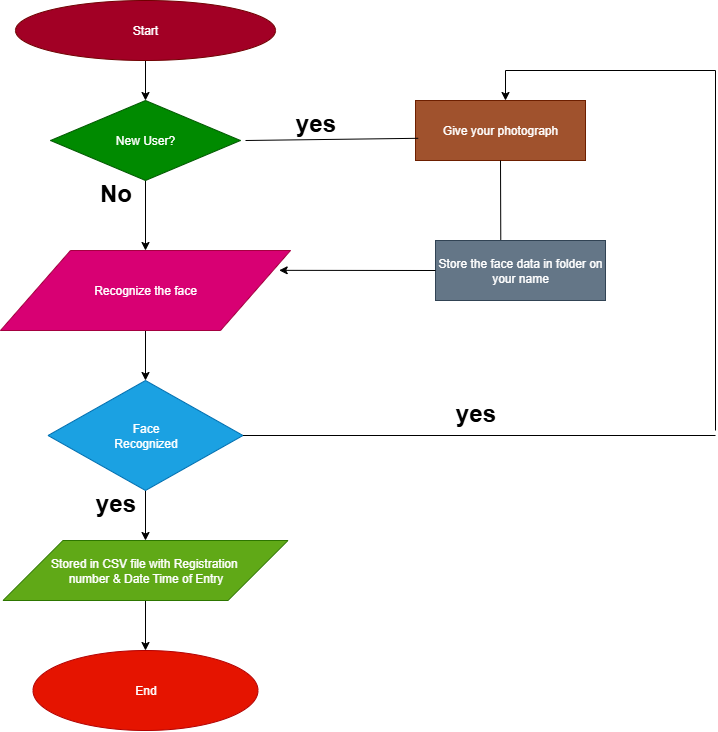 Start
New User?
yes
Give your photograph
No
Recognize the face
Store the face data in folder on
your name
Face
Recognized
yes
yes
Stored in CSV file with Registration
number & Date Time of Entry
End